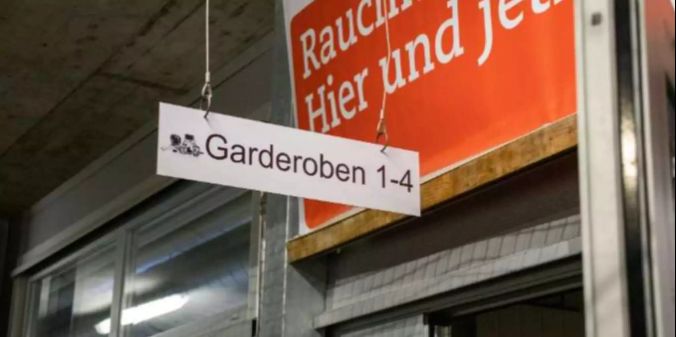 Hier und
Garderoben 1-4